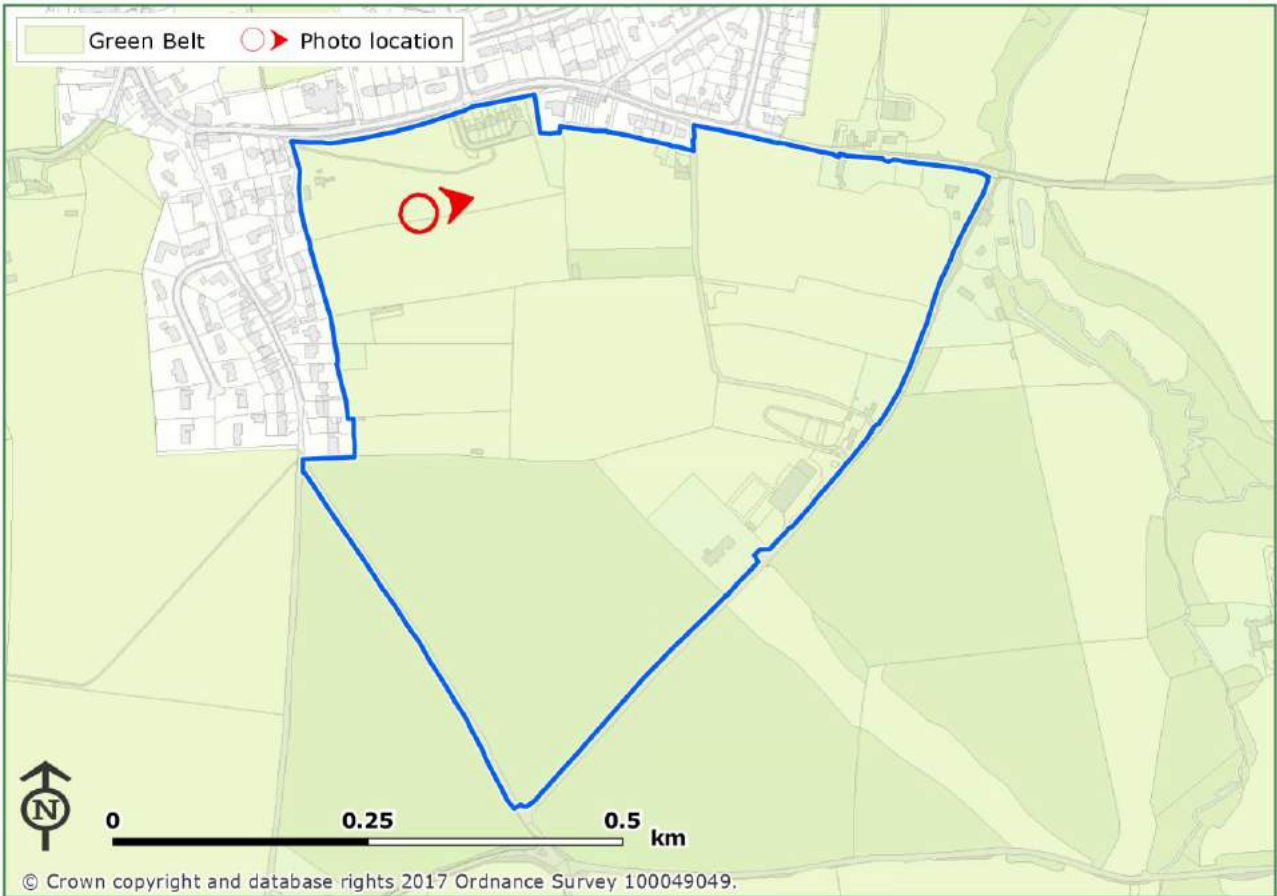 Green Belt Photo location
N
0 0.25 0.5 km
© Crown copyright and database rights 2017 Ordnance Survey 100049049.